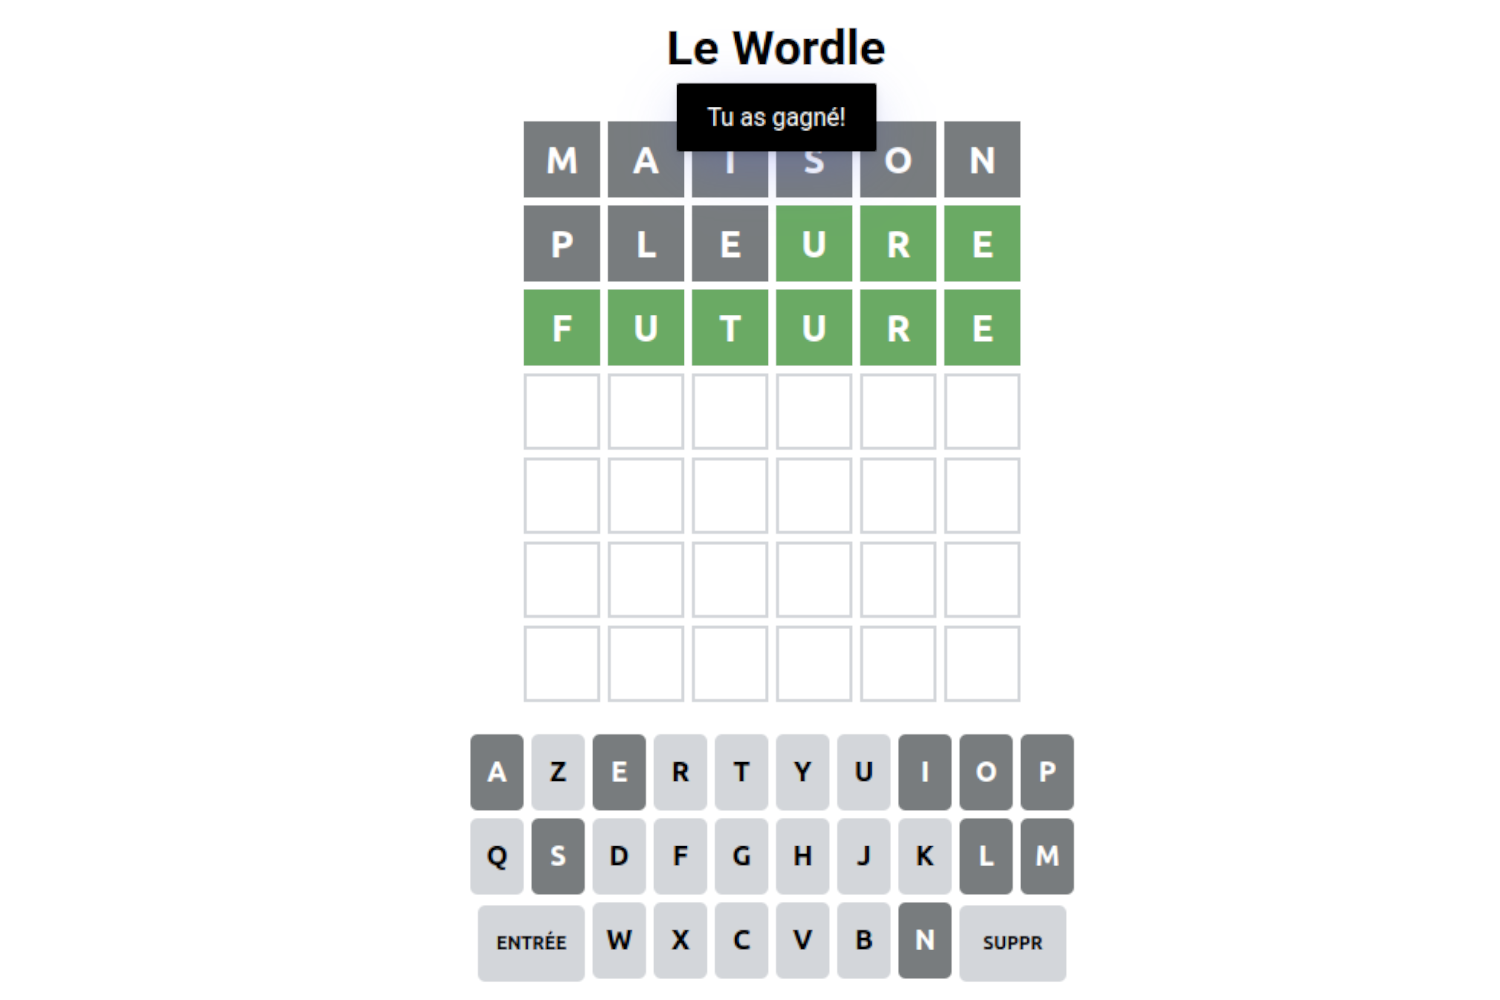 Le Wordle
Tu as gagné!
M A I S O N
P L E U R E
F U T U R E
A Z E R T Y U I O P
Q S D F G H J K L M
ENTRÉE W X C V B N SUPPR